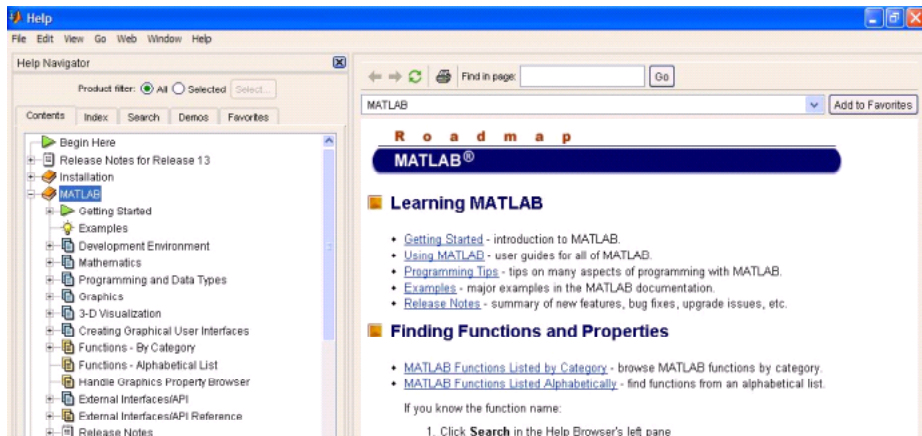 Help
File Edit View Go Web Window Help
Help Navigator
Product filter: All Selected Select...
Contents Index Search Demos Favorites
Begin Here
Release Notes for Release 13
Installation
MATLAB
Getting Started
Examples
Development Environment
Mathematics
Programming and Data Types
Graphics
3-D Visualization
Creating Graphical User Interfaces
Functions - By Category
Functions - Alphabetical List
Handle Graphics Property Browser
External Interfaces/API
External Interfaces/API Reference
Release Notes
Find in page: Go
MATLAB Add to Favorites
Roadmap
MATLAB®
Learning MATLAB
• Getting Started - introduction to MATLAB.
• Using MATLAB - user guides for all of MATLAB.
• Programming Tips - tips on many aspects of programming with MATLAB.
• Examples - major examples in the MATLAB documentation.
• Release Notes - summary of new features, bug fixes, upgrade issues, etc.
Finding Functions and Properties
• MATLAB Functions Listed by Category - browse MATLAB functions by category.
• MATLAB Functions Listed Alphabetically - find functions from an alphabetical list.
If you know the function name:
1. Click Search in the Help Browser's left pane